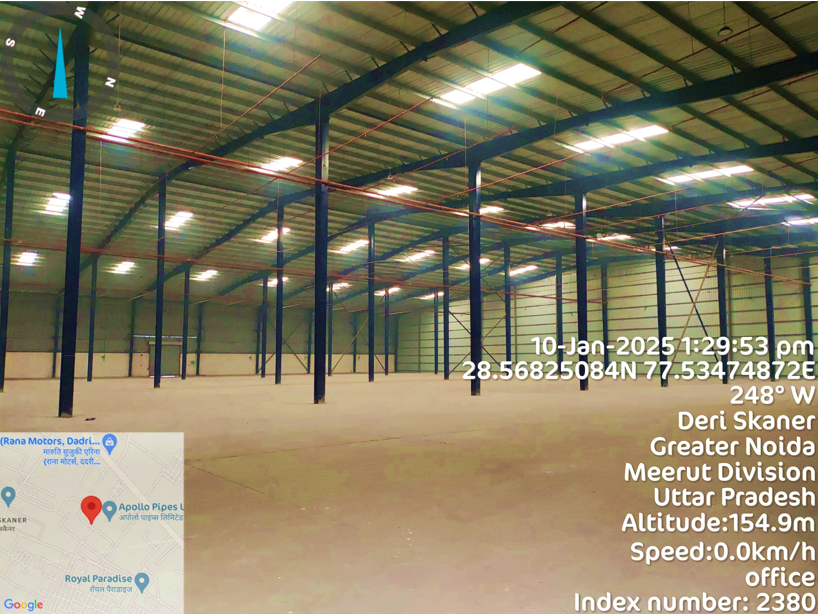 W
S
N
E
10-Jan-2025 1:29:53 pm
28.56825084N 77.53474872E
248° W
Deri Skaner
Greater Noida
Meerut Division
Uttar Pradesh
Altitude:154.9m
Speed:0.0km/h
office
Index number: 2380
(Rana Motors, Dadri...
मारुति सुजुकी एरिना
(राना मोटर्स, ददरी...
SKANER
Apollo Pipes L
अपोलो पाइप्स लिमिटेड
Royal Paradise
रॉयल पैराडाइज
Google